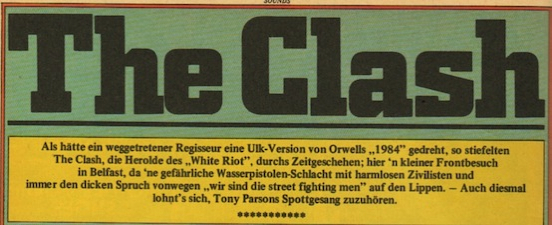 SOUNDS
The Clash
Als hätte ein weggetretener Regisseur eine Ulk-Version von Orwells „1984” gedreht, so stiefelten
The Clash, die Herolde des „White Riot”, durchs Zeitgeschehen; hier 'n kleiner Frontbesuch
in Belfast, da 'ne gefährliche Wasserpistolen-Schlacht mit harmlosen Zivilisten und
immer den dicken Spruch vonwegen „wir sind die street fighting men” auf den Lippen. – Auch diesmal
lohnt's sich, Tony Parsons Spottgesang zuzuhören.
***********